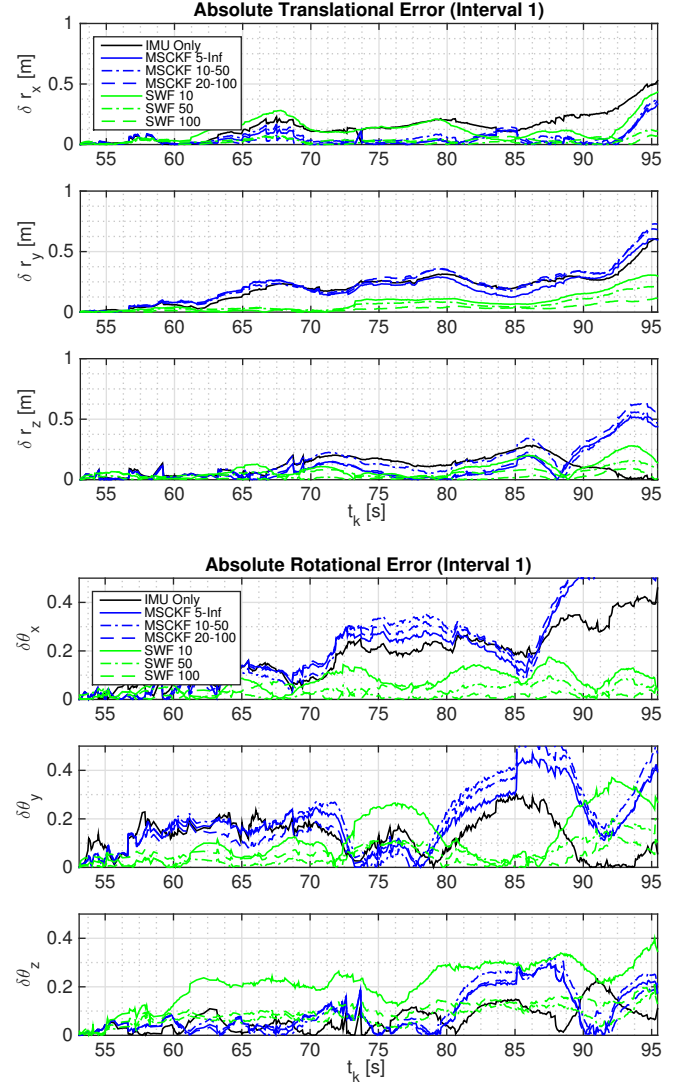 Absolute Translational Error (Interval 1)
IMU Only
MSCKF 5-Inf
MSCKF 10-50
MSCKF 20-100
SWF 10
SWF 50
SWF 100
δ r_x [m]
1
0.5
0
55 60 65 70 75 80 85 90 95
δ r_y [m]
1
0.5
0
55 60 65 70 75 80 85 90 95
δ r_z [m]
1
0.5
0
55 60 65 70 75 80 85 90 95
t_k [s]
Absolute Rotational Error (Interval 1)
IMU Only
MSCKF 5-Inf
MSCKF 10-50
MSCKF 20-100
SWF 10
SWF 50
SWF 100
δθ_x
0.4
0.2
0
55 60 65 70 75 80 85 90 95
δθ_y
0.4
0.2
0
55 60 65 70 75 80 85 90 95
δθ_z
0.4
0.2
0
55 60 65 70 75 80 85 90 95
t_k [s]